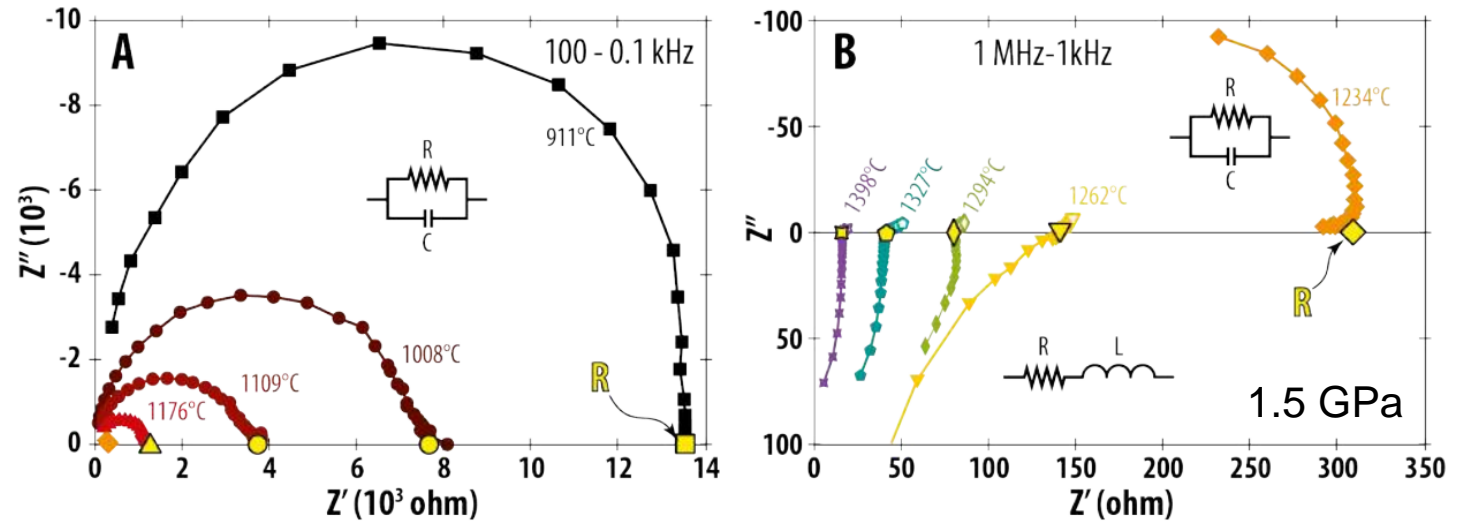 A
100 - 0.1 kHz
-10
-8
-6
-4
-2
0
Z″ (10³)
911°C
R
C
1008°C
1109°C
1176°C
R
0 2 4 6 8 10 12 14
Z′ (10³ ohm)
B
1 MHz-1kHz
-100
-50
0
50
100
Z″
R
C
1234°C
1398°C
1327°C
1294°C
1262°C
R
R L
1.5 GPa
0 50 100 150 200 250 300 350
Z′ (ohm)